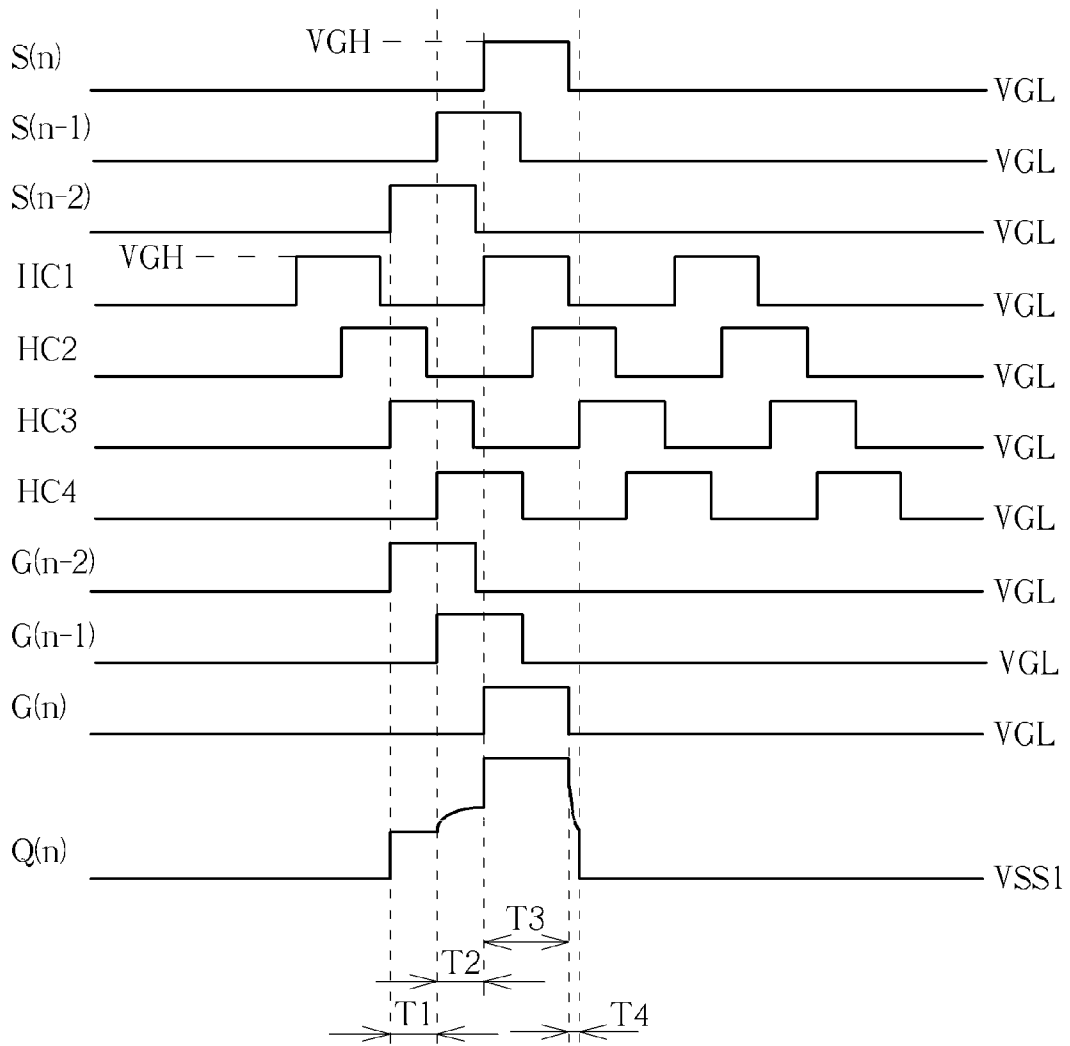 VGH
S(n)
VGL
S(n-1)
VGL
S(n-2)
VGL
VGH
HC1
VGL
HC2
VGL
HC3
VGL
HC4
VGL
G(n-2)
VGL
G(n-1)
VGL
G(n)
VGL
Q(n)
VSS1
T3
T2
T1
T4